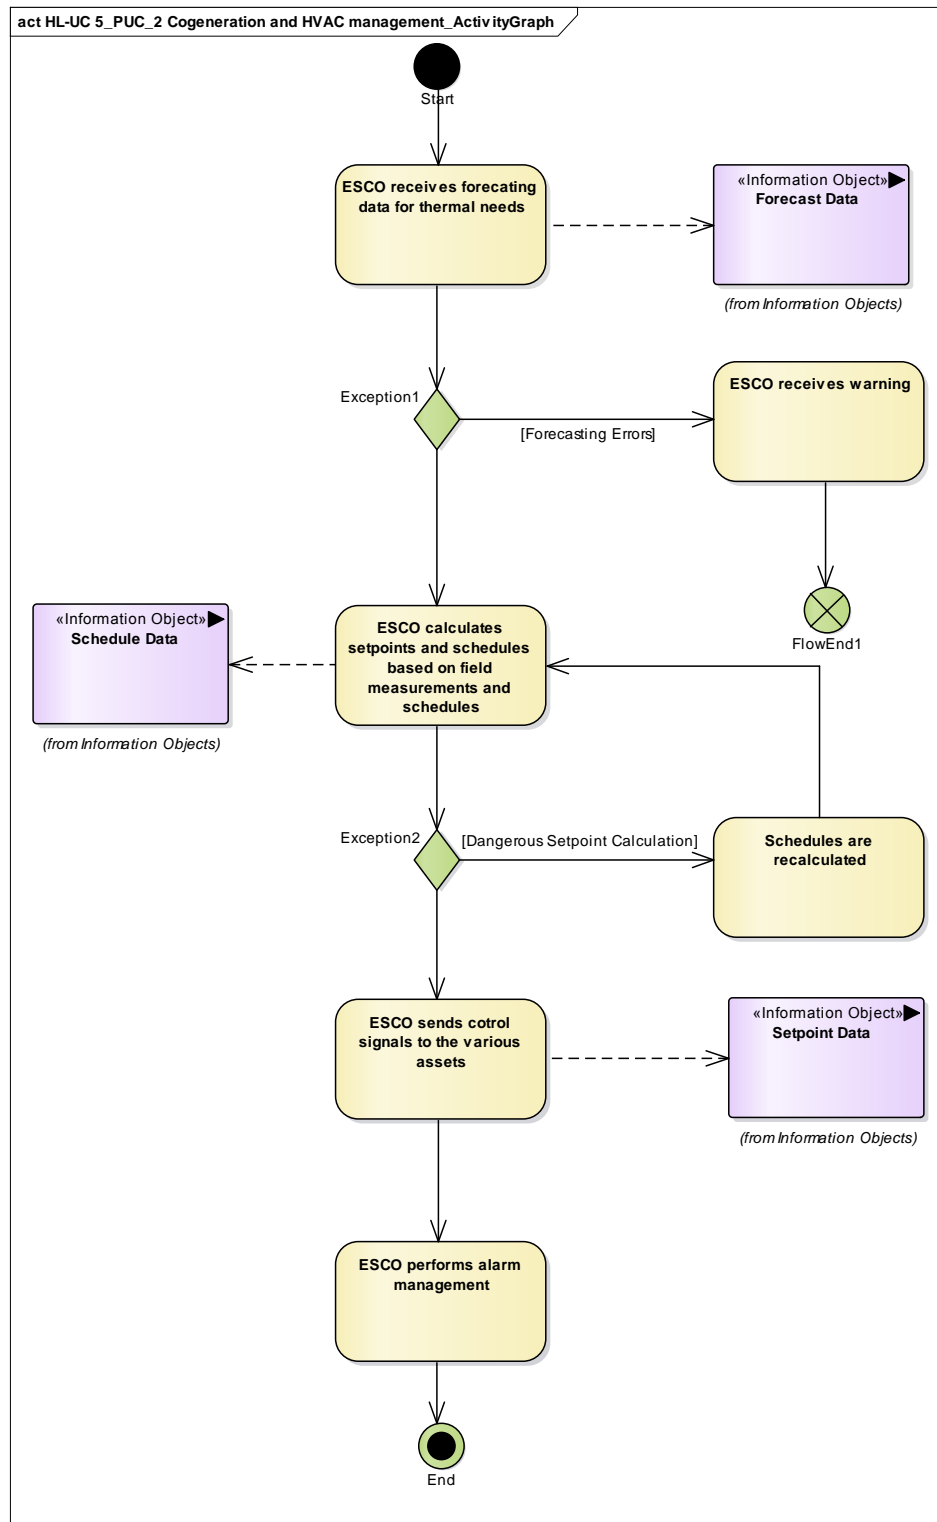 act HL-UC 5_PUC_2 Cogeneration and HVAC management_ActivityGraph
Start
ESCO receives forecating
data for thermal needs
«Information Object»
Forecast Data
(from Information Objects)
Exception1
[Forecasting Errors]
ESCO receives warning
FlowEnd1
«Information Object»
Schedule Data
(from Information Objects)
ESCO calculates
setpoints and schedules
based on field
measurements and
schedules
Exception2
[Dangerous Setpoint Calculation]
Schedules are
recalculated
ESCO sends cotrol
signals to the various
assets
«Information Object»
Setpoint Data
(from Information Objects)
ESCO performs alarm
management
End